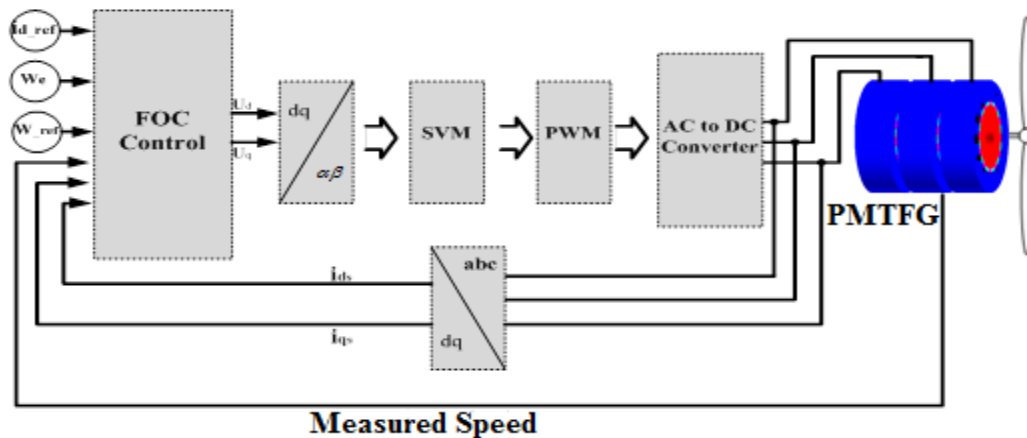 id_ref
We
W_ref
FOC
Control
Ud
Uq
dq
αβ
SVM
PWM
AC to DC
Converter
PMTFG
abc
dq
ids
iqs
Measured Speed